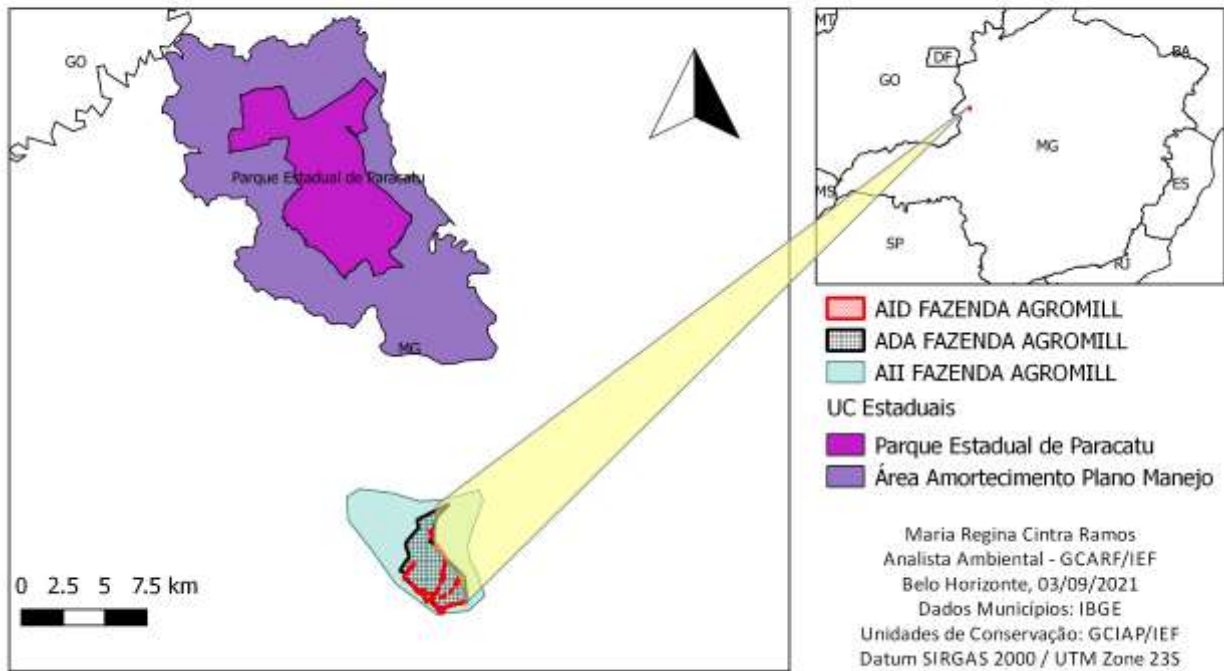 GO
Parque Estadual de Paracatu
MG
0 2.5 5 7.5 km
MT
DF
BA
GO
MG
MS
ES
SP
RJ
AID FAZENDA AGROMILL
ADA FAZENDA AGROMILL
AII FAZENDA AGROMILL
UC Estaduais
Parque Estadual de Paracatu
Área Amortecimento Plano Manejo
Maria Regina Cintra Ramos
Analista Ambiental - GCARF/IEF
Belo Horizonte, 03/09/2021
Dados Municípios: IBGE
Unidades de Conservação: GCIAP/IEF
Datum SIRGAS 2000 / UTM Zone 23S